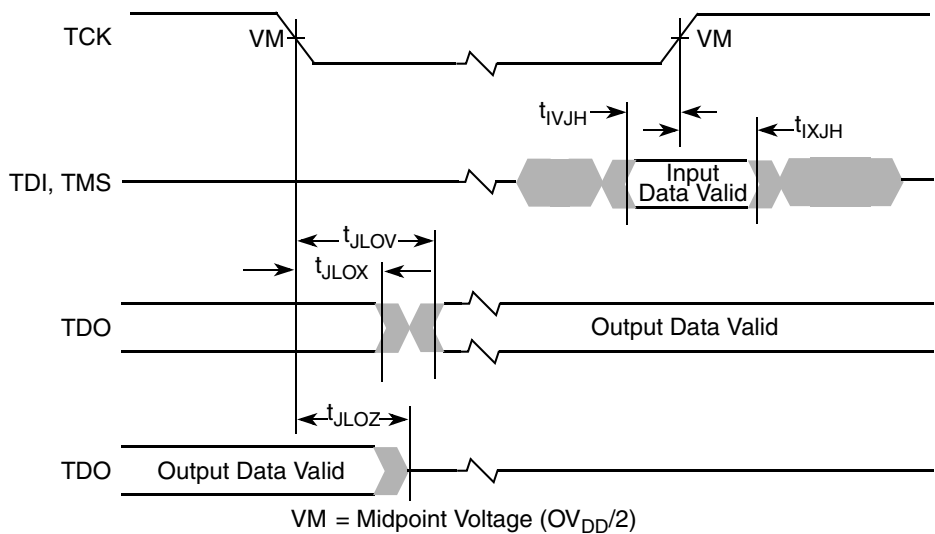 TCK
VM
VM
tIVJH
tIXJH
TDI, TMS
Input
Data Valid
tJLOV
tJLOX
TDO
Output Data Valid
tJLOZ
TDO
Output Data Valid
VM = Midpoint Voltage (OVDD/2)